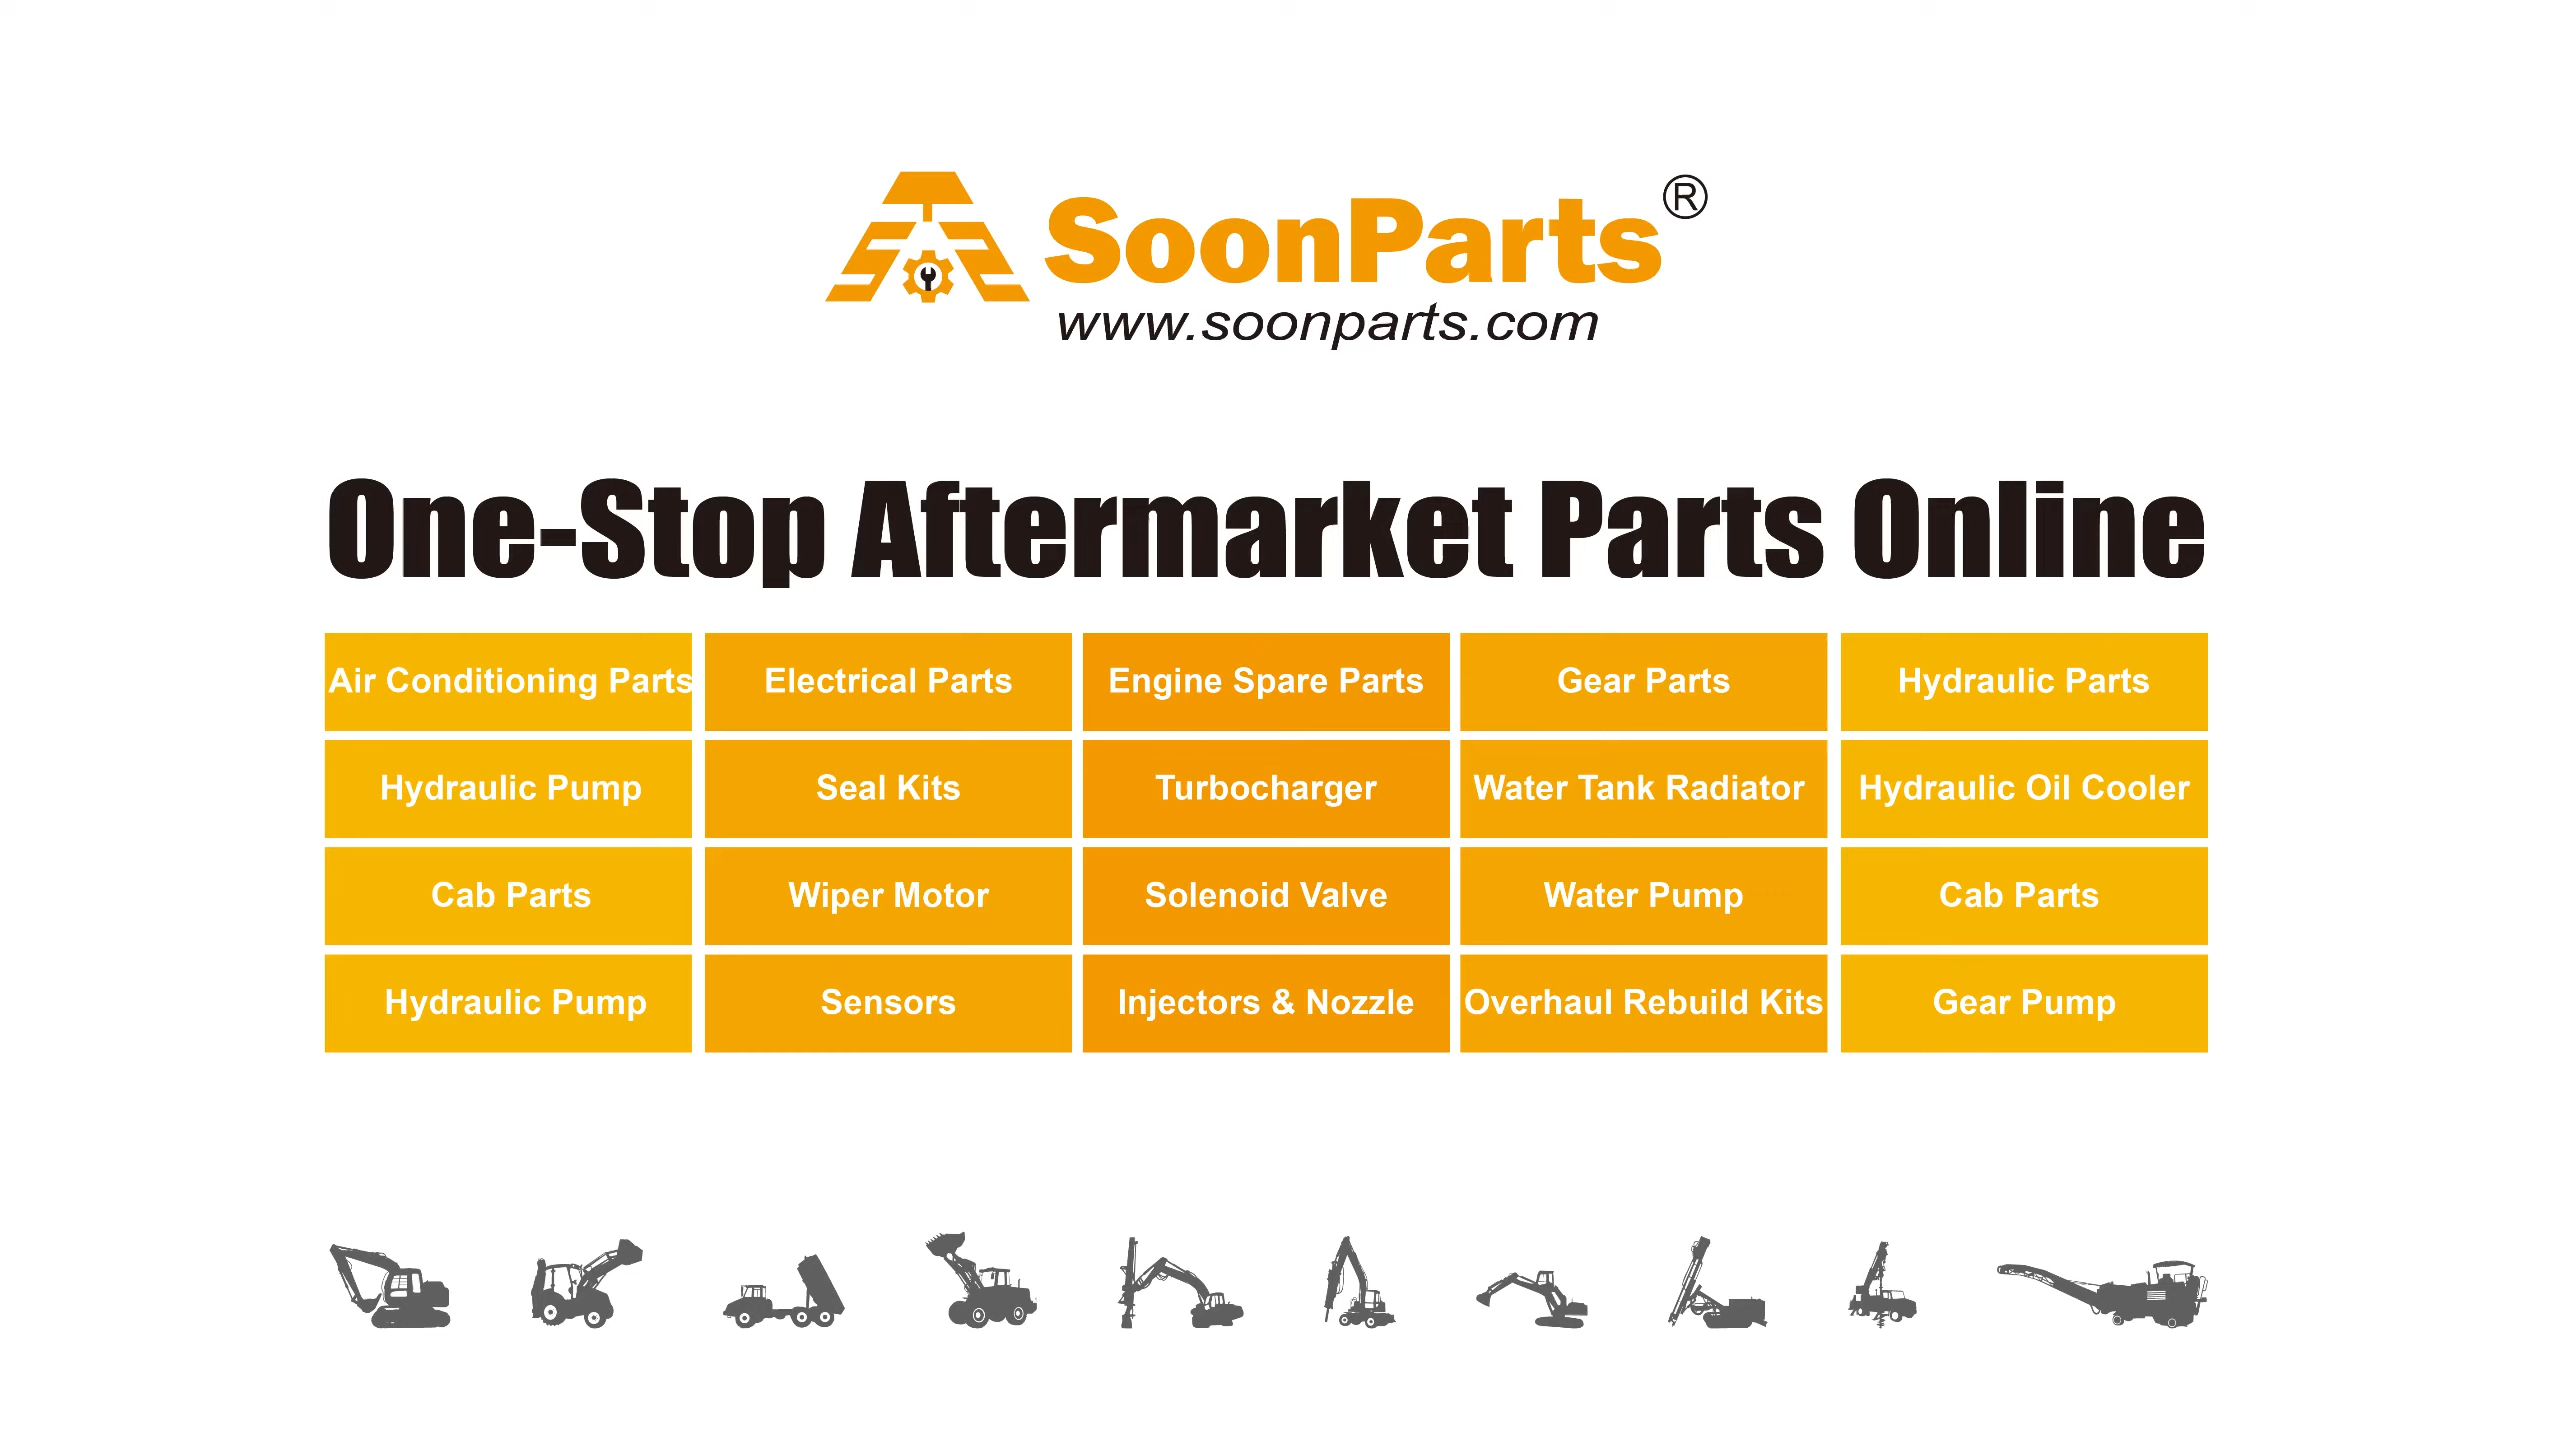 SoonParts®
www.soonparts.com
One-Stop Aftermarket Parts Online
Air Conditioning Parts Electrical Parts Engine Spare Parts Gear Parts Hydraulic Parts
Hydraulic Pump Seal Kits Turbocharger Water Tank Radiator Hydraulic Oil Cooler
Cab Parts Wiper Motor Solenoid Valve Water Pump Cab Parts
Hydraulic Pump Sensors Injectors & Nozzle Overhaul Rebuild Kits Gear Pump